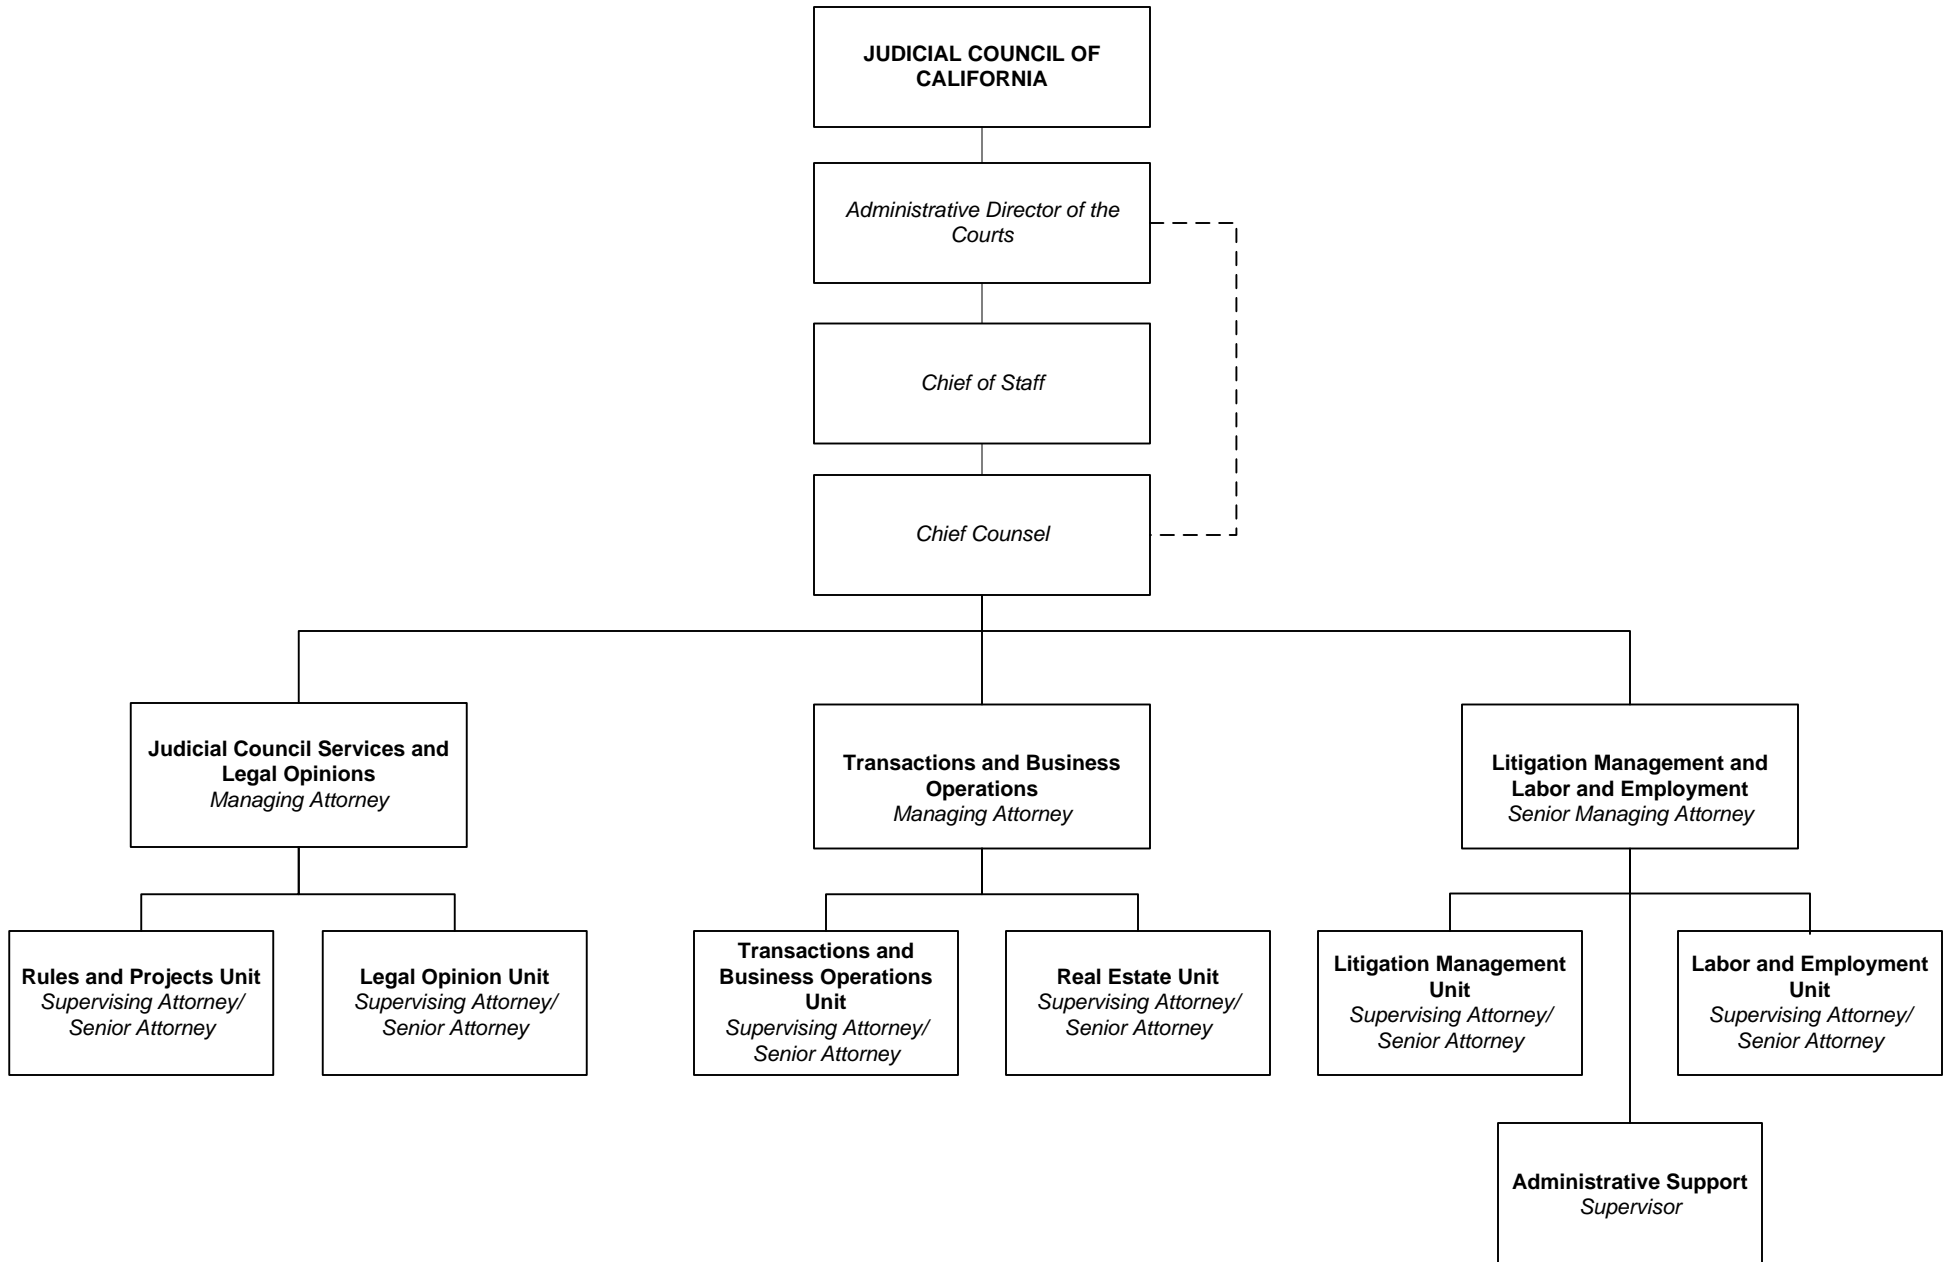 JUDICIAL COUNCIL OF
CALIFORNIA
Administrative Director of the
Courts
Chief of Staff
Chief Counsel
Judicial Council Services and
Legal Opinions
Managing Attorney
Transactions and Business
Operations
Managing Attorney
Litigation Management and
Labor and Employment
Senior Managing Attorney
Rules and Projects Unit
Supervising Attorney/
Senior Attorney
Legal Opinion Unit
Supervising Attorney/
Senior Attorney
Transactions and
Business Operations
Unit
Supervising Attorney/
Senior Attorney
Real Estate Unit
Supervising Attorney/
Senior Attorney
Litigation Management
Unit
Supervising Attorney/
Senior Attorney
Labor and Employment
Unit
Supervising Attorney/
Senior Attorney
Administrative Support
Supervisor